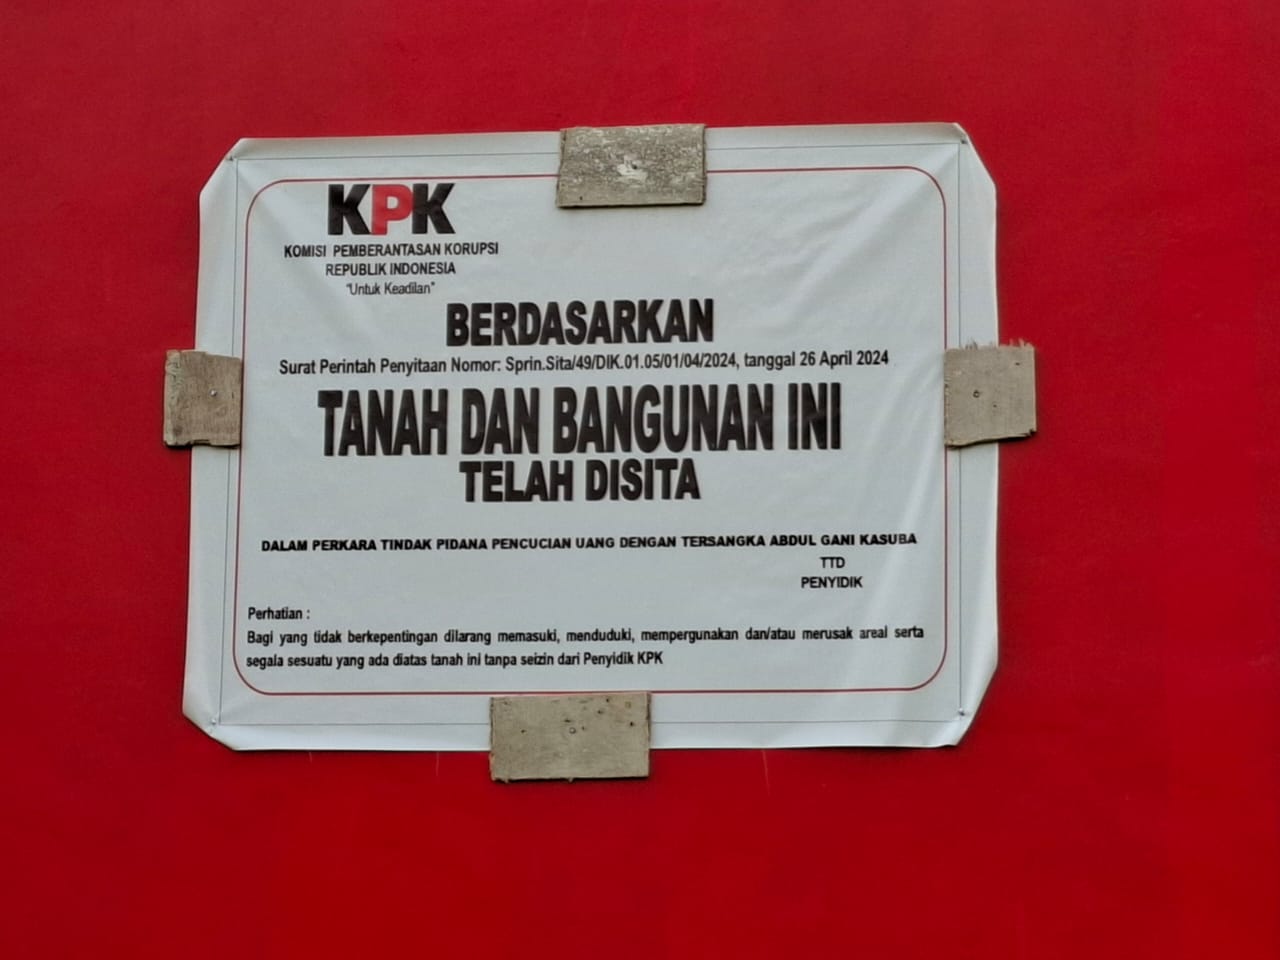 KPK
KOMISI PEMBERANTASAN KORUPSI
REPUBLIK INDONESIA
"Untuk Keadilan"
BERDASARKAN
Surat Perintah Penyitaan Nomor: Sprin.Sita/49/DIK.01.05/01/04/2024, tanggal 26 April 2024
TANAH DAN BANGUNAN INI
TELAH DISITA
DALAM PERKARA TINDAK PIDANA PENCUCIAN UANG DENGAN TERSANGKA ABDUL GANI KASUBA
TTD
PENYIDIK
Perhatian :
Bagi yang tidak berkepentingan dilarang memasuki, menduduki, mempergunakan dan/atau merusak areal serta
segala sesuatu yang ada diatas tanah ini tanpa seizin dari Penyidik KPK